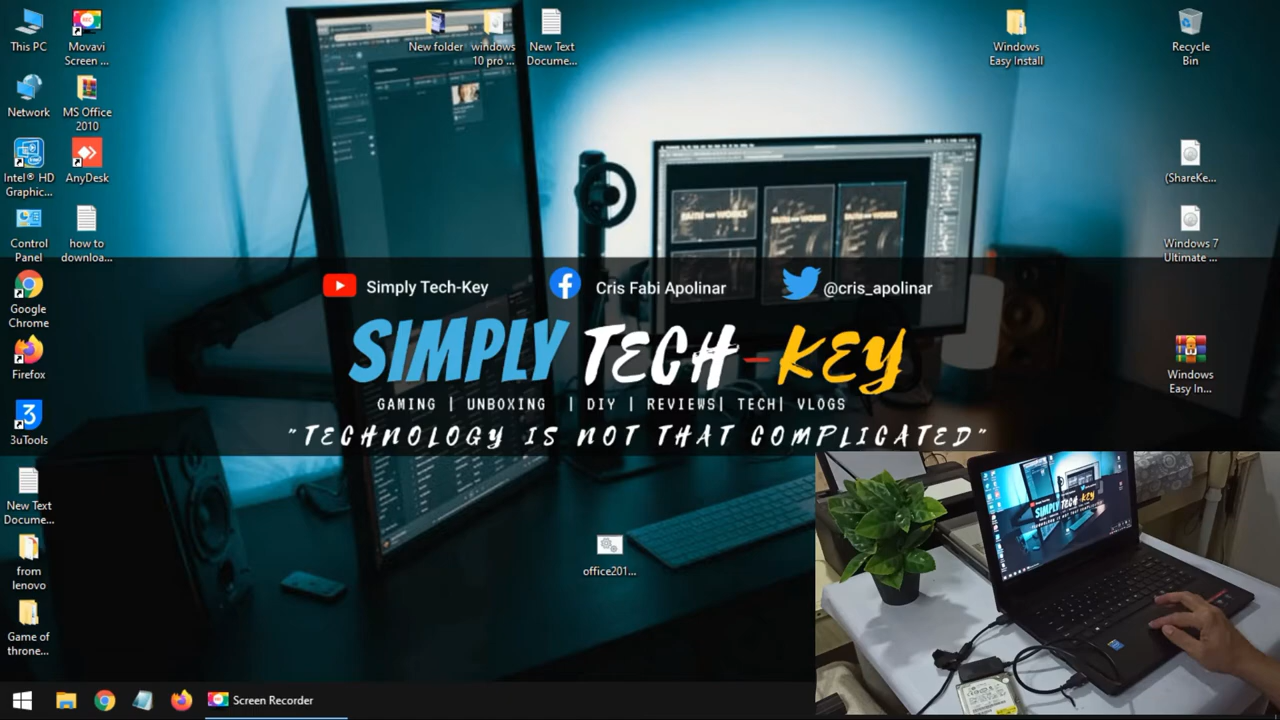 This PC
Movavi
Screen ...
New folder
windows
10 pro ...
New Text
Docume...
Windows
Easy Install
Recycle
Bin
Network
MS Office
2010
Intel® HD
Graphic...
AnyDesk
(ShareKe...
Control
Panel
how to
downloa...
Windows 7
Ultimate ...
Google
Chrome
Simply Tech-Key
Cris Fabi Apolinar
@cris_apolinar
SIMPLY TECH-KEY
Firefox
Windows
Easy In...
GAMING | UNBOXING | DIY | REVIEWS| TECH| VLOGS
"TECHNOLOGY IS NOT THAT COMPLICATED"
3uTools
New Text
Docume...
from
lenovo
office201...
Game of
throne...
Screen Recorder
SIMPLY TECH-KEY